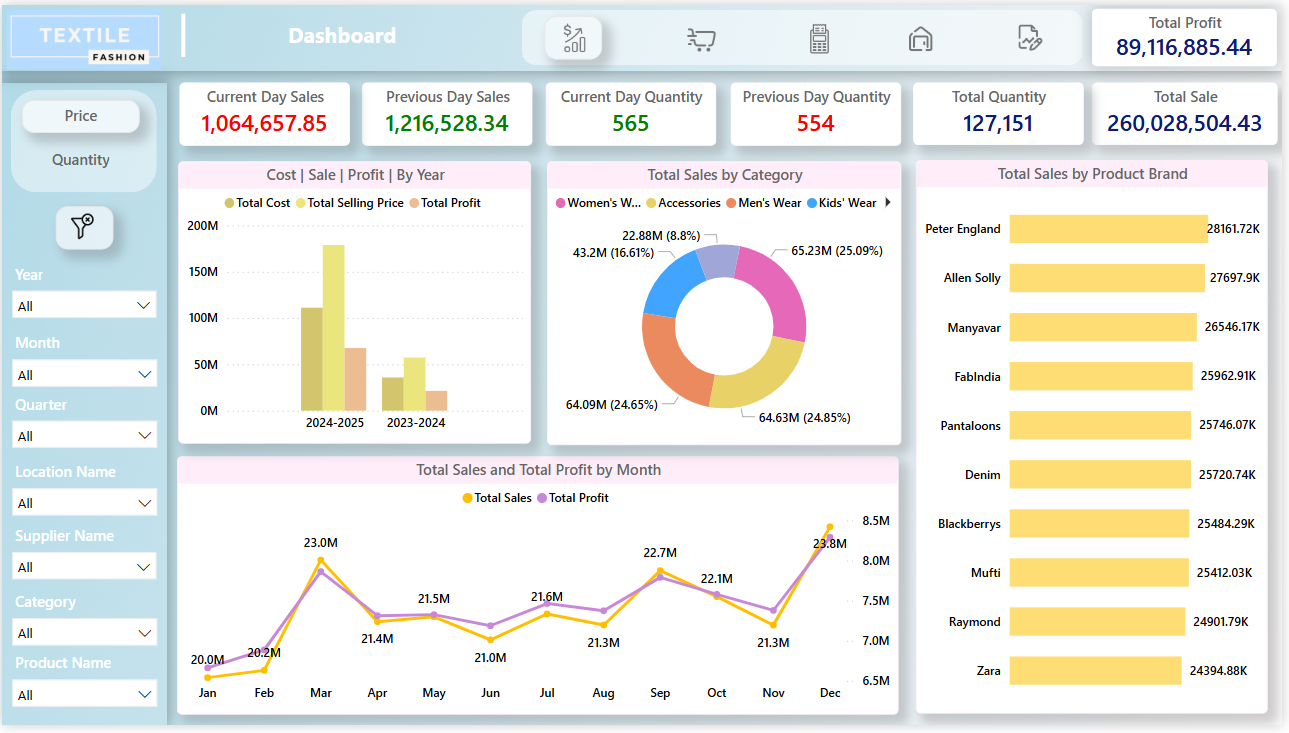 TEXTILE
FASHION
Dashboard
Total Profit
89,116,885.44
Current Day Sales
1,064,657.85
Previous Day Sales
1,216,528.34
Current Day Quantity
565
Previous Day Quantity
554
Total Quantity
127,151
Total Sale
260,028,504.43
Price
Quantity
Year
All
Month
All
Quarter
All
Location Name
All
Supplier Name
All
Category
All
Product Name
All
Cost | Sale | Profit | By Year
Total Cost Total Selling Price Total Profit
200M
150M
100M
50M
0M
2024-2025 2023-2024
Total Sales by Category
Women's W... Accessories Men's Wear Kids' Wear
22.88M (8.8%)
43.2M (16.61%)
65.23M (25.09%)
64.09M (24.65%)
64.63M (24.85%)
Total Sales and Total Profit by Month
Total Sales Total Profit
20.0M
20.2M
23.0M
21.4M
21.5M
21.0M
21.6M
21.3M
22.7M
22.1M
21.3M
23.8M
8.5M
8.0M
7.5M
7.0M
6.5M
Jan Feb Mar Apr May Jun Jul Aug Sep Oct Nov Dec
Total Sales by Product Brand
Peter England 28161.72K
Allen Solly 27697.9K
Manyavar 26546.17K
FabIndia 25962.91K
Pantaloons 25746.07K
Denim 25720.74K
Blackberrys 25484.29K
Mufti 25412.03K
Raymond 24901.79K
Zara 24394.88K